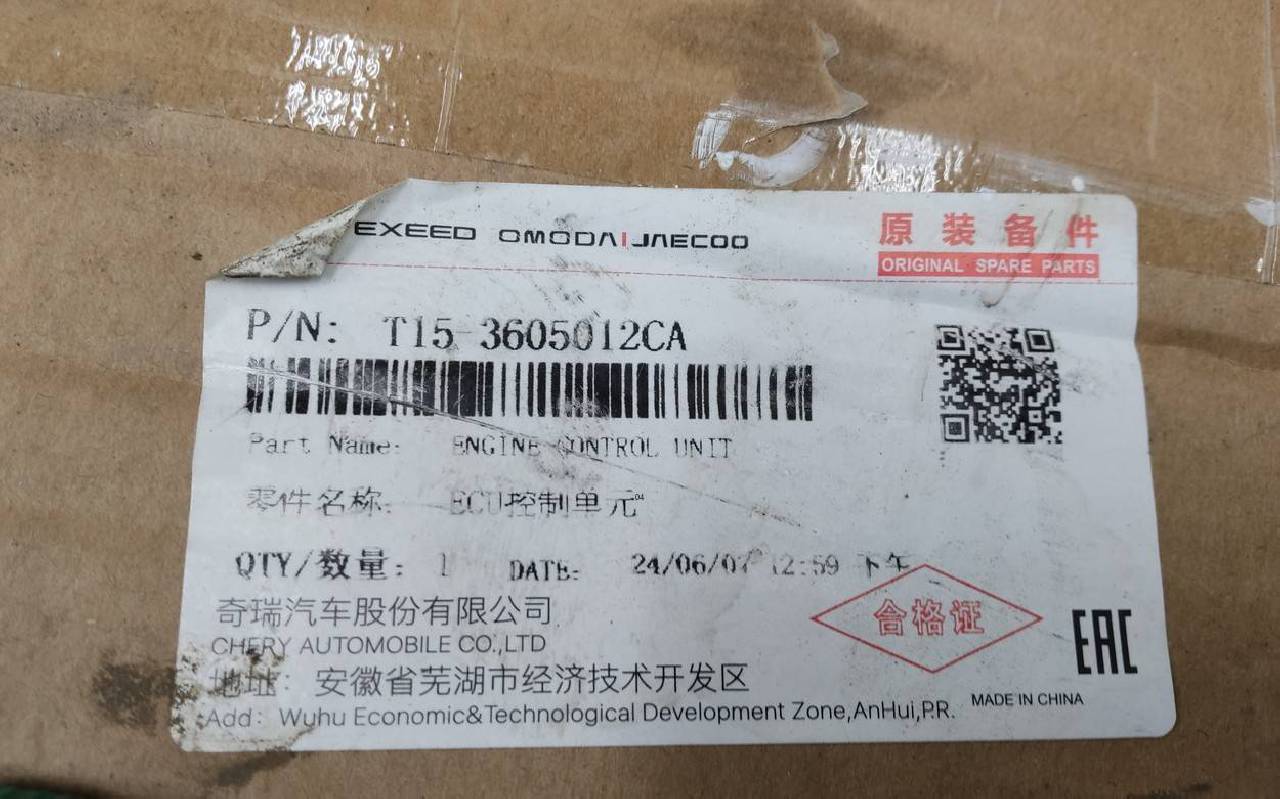 EXEED OMODA|JAECOO
原装备件
ORIGINAL SPARE PARTS
P/N: T15-3605012CA
Part Name: ENGINE CONTROL UNIT
零件名称: ECU控制单元
QTY/数量: 1 DATE: 24/06/07 12:59 下午
奇瑞汽车股份有限公司
CHERY AUTOMOBILE CO.,LTD
合格证
EAC
地址: 安徽省芜湖市经济技术开发区
MADE IN CHINA
Add: Wuhu Economic&Technological Development Zone,AnHui,P.R.